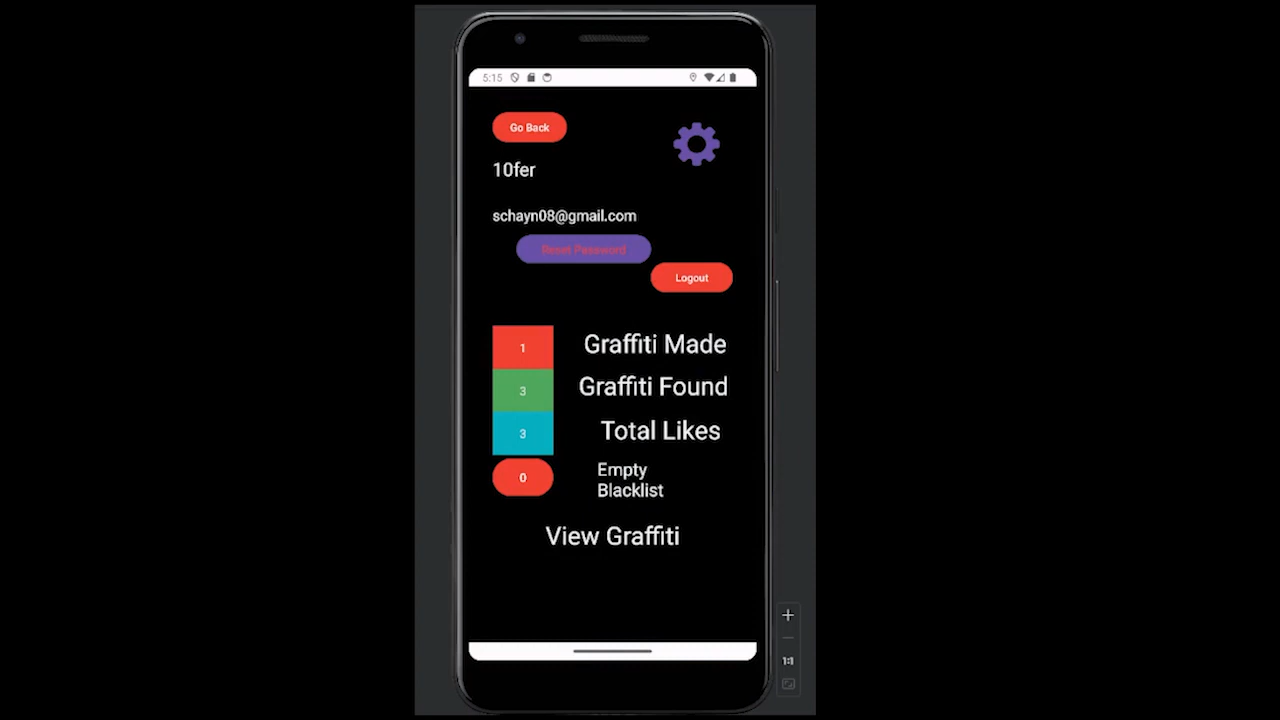 5:15
Go Back
10fer
schayn08@gmail.com
Reset Password
Logout
1 Graffiti Made
3 Graffiti Found
3 Total Likes
0 Empty
Blacklist
View Graffiti
1:1